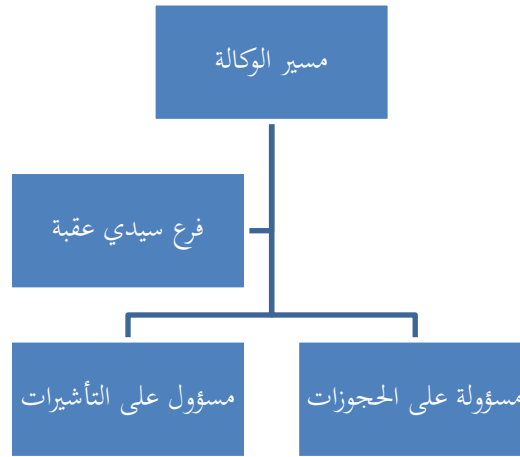 مسير الوكالة
فرع سيدي عقبة
مسؤولة على الحجوزات
مسؤول على التأشيرات